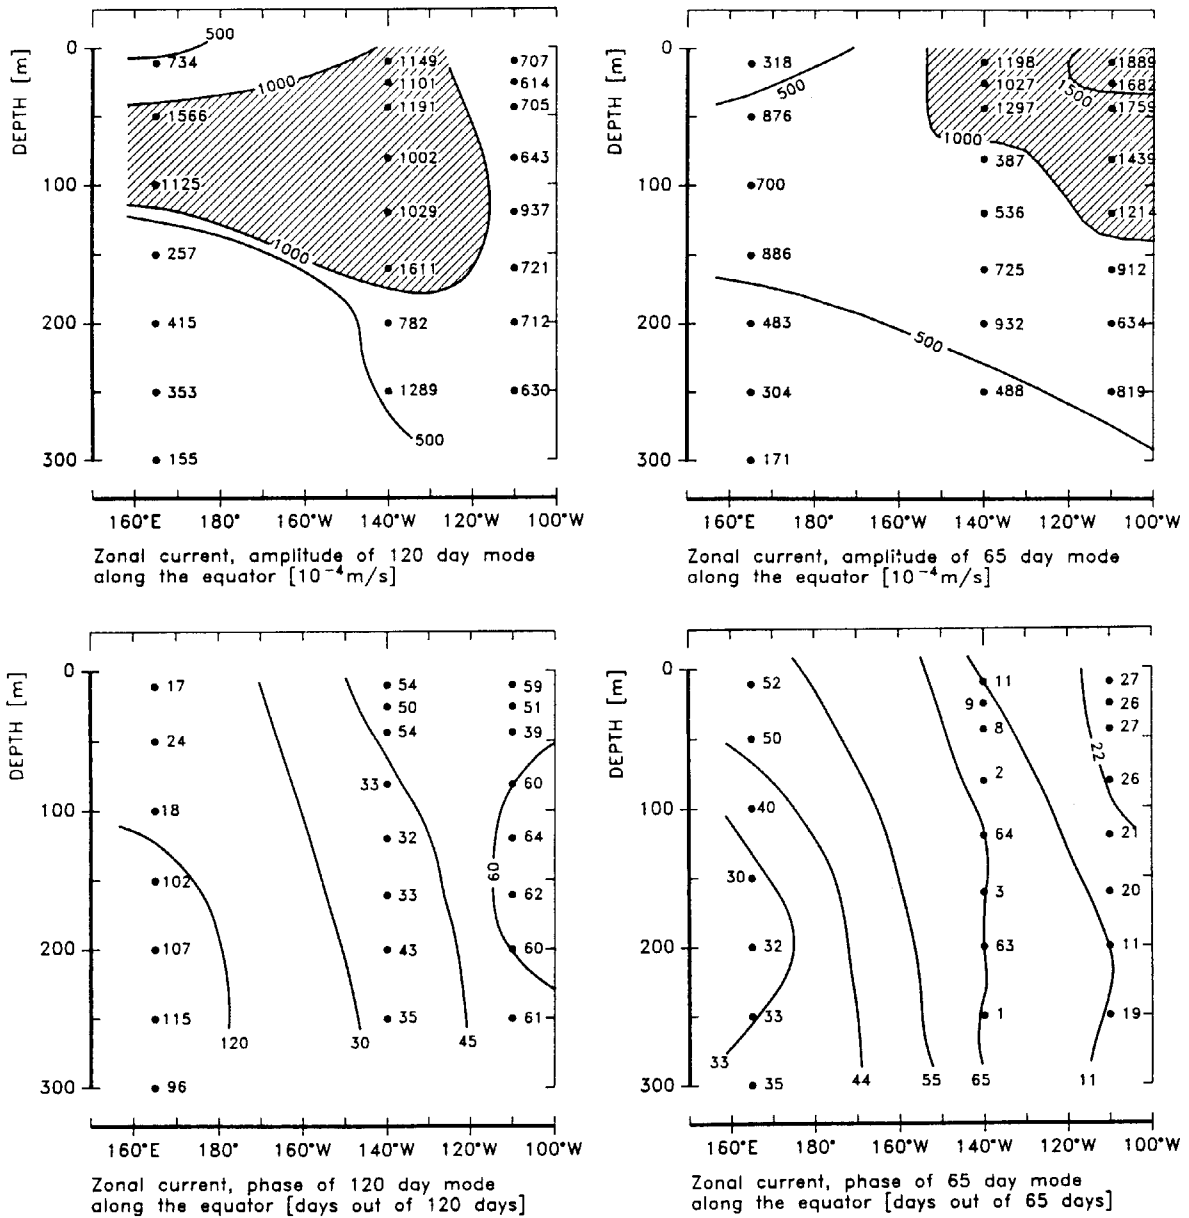 500
0 734 1149 707
1000 1101 614
1191 705
1566
1002 643
100 1125
1029 937
1000
257 1611 721
200 415 782 712
353 1289 630
500
300 155
DEPTH [m]
160°E 180° 160°W 140°W 120°W 100°W
Zonal current, amplitude of 120 day mode
along the equator [10⁻⁴m/s]
0 318 1198 1889
500 1027 1500 1682
1297 1759
876
1000
387 1439
100 700
536 1214
886
725 912
200 483 932 634
500
304 488 819
300 171
DEPTH [m]
160°E 180° 160°W 140°W 120°W 100°W
Zonal current, amplitude of 65 day mode
along the equator [10⁻⁴m/s]
0 17 54 59
50 51
54 39
24
33 60
100 18
32 64
60
102 33 62
200 107 43 60
115 35 61
120 30 45
300 96
DEPTH [m]
160°E 180° 160°W 140°W 120°W 100°W
Zonal current, phase of 120 day mode
along the equator [days out of 120 days]
0 52 11 27
9 26
8 27
50
22
2 26
100 40
64 21
30 3 20
200 32 63 11
33 1 19
33 44 55 65 11
300 35
DEPTH [m]
160°E 180° 160°W 140°W 120°W 100°W
Zonal current, phase of 65 day mode
along the equator [days out of 65 days]